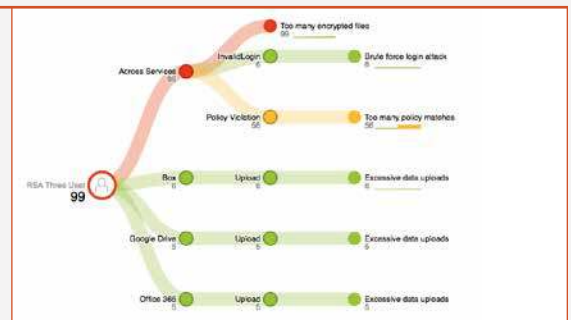 Too many encrypted files
99
InvalidLogin
6
Brute force login attack
6
Across Services
99
Policy Violation
56
Too many policy matches
56
RSA Three User
99
Box
6
Upload
6
Excessive data uploads
6
Google Drive
5
Upload
5
Excessive data uploads
5
Office 365
5
Upload
5
Excessive data uploads
5